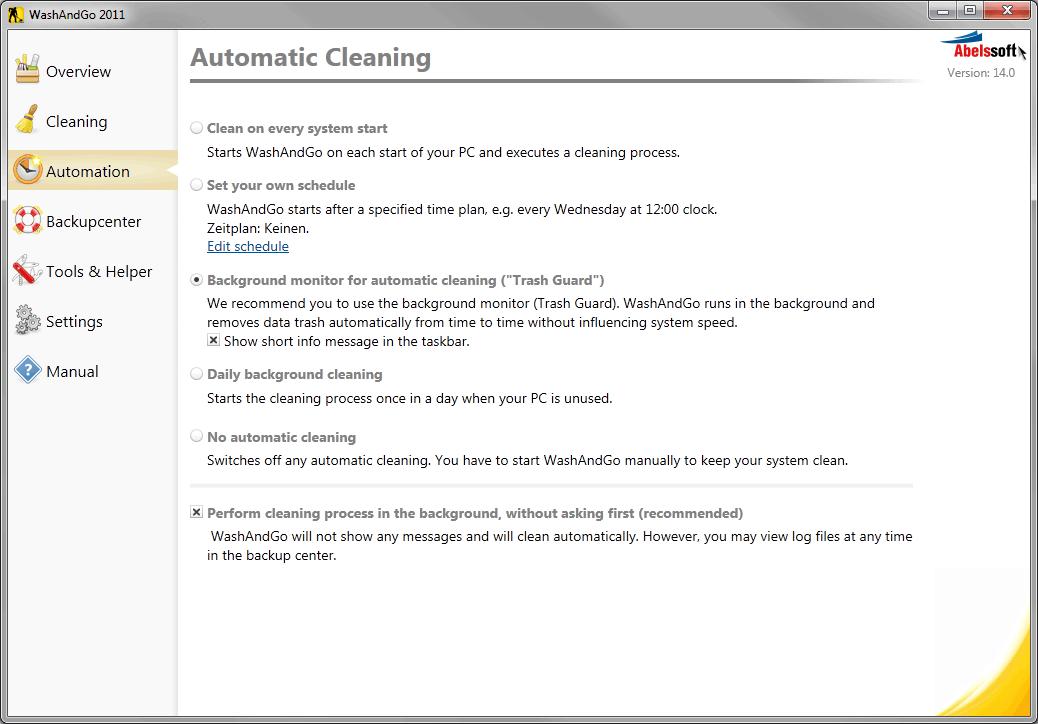 WashAndGo 2011
Abelssoft
Version: 14.0
Overview
Cleaning
Automation
Backupcenter
Tools & Helper
Settings
Manual
Automatic Cleaning
Clean on every system start
Starts WashAndGo on each start of your PC and executes a cleaning process.
Set your own schedule
WashAndGo starts after a specified time plan, e.g. every Wednesday at 12:00 clock.
Zeitplan: Keinen.
Edit schedule
Background monitor for automatic cleaning ("Trash Guard")
We recommend you to use the background monitor (Trash Guard). WashAndGo runs in the background and
removes data trash automatically from time to time without influencing system speed.
Show short info message in the taskbar.
Daily background cleaning
Starts the cleaning process once in a day when your PC is unused.
No automatic cleaning
Switches off any automatic cleaning. You have to start WashAndGo manually to keep your system clean.
Perform cleaning process in the background, without asking first (recommended)
WashAndGo will not show any messages and will clean automatically. However, you may view log files at any time
in the backup center.